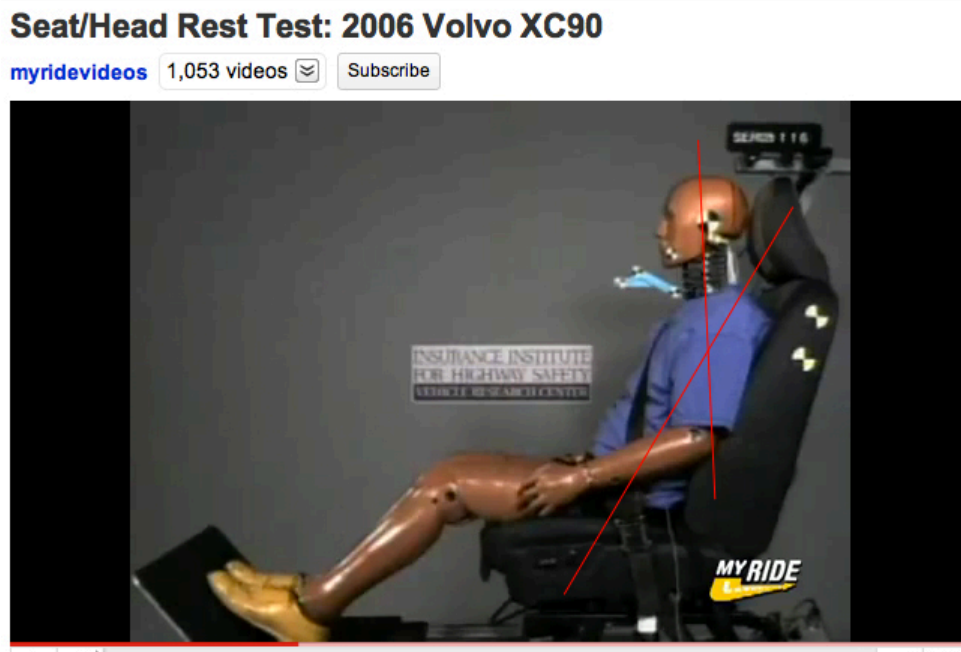 Seat/Head Rest Test: 2006 Volvo XC90
myridevideos 1,053 videos Subscribe
116
INSURANCE INSTITUTE
FOR HIGHWAY SAFETY
VEHICLE RESEARCH CENTER
MY RIDE